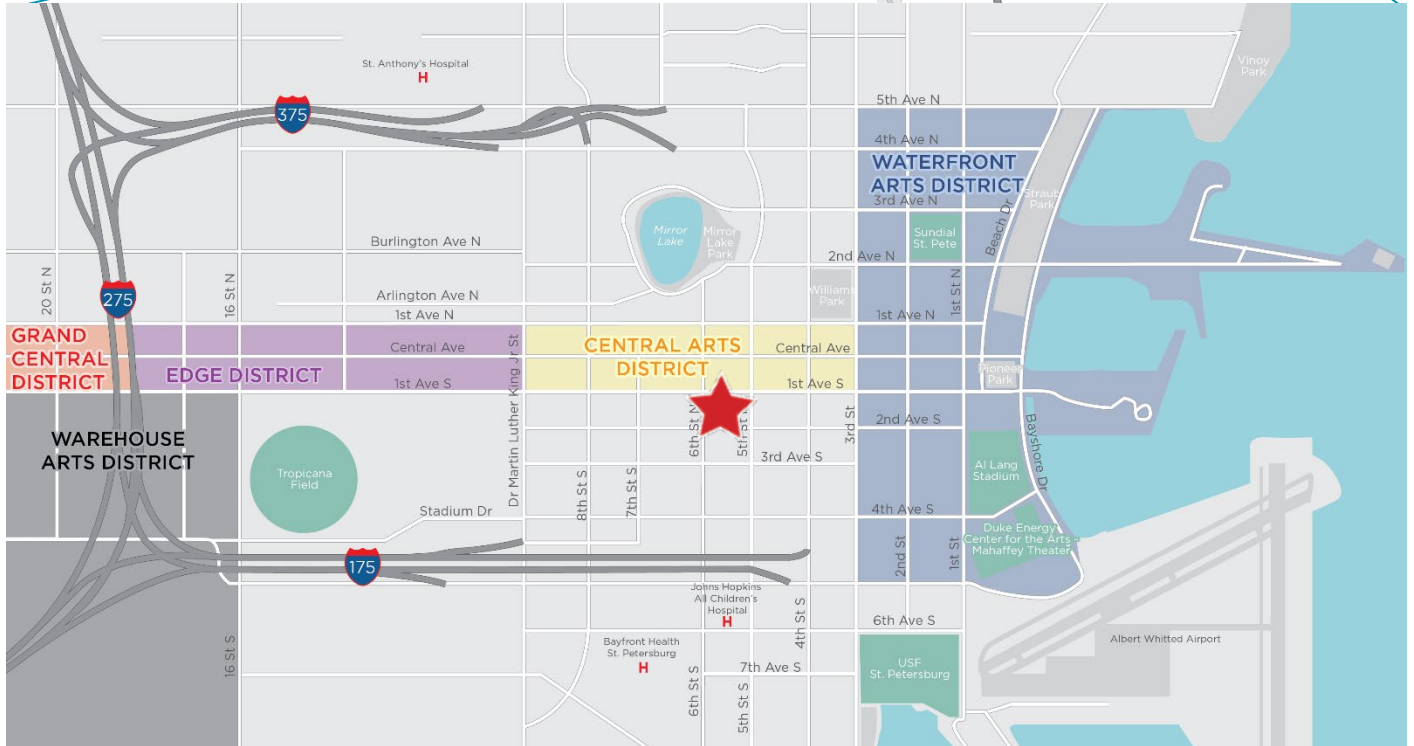 St. Anthony's Hospital
H
Vinoy
Park
375
5th Ave N
4th Ave N
WATERFRONT
ARTS DISTRICT
3rd Ave N
Straub
Park
Beach Dr
Mirror
Lake
Mirror
Lake
Park
Sundial
St. Pete
Burlington Ave N
2nd Ave N
20 St N
275
16 St N
Arlington Ave N
Williams
Park
1st St N
1st Ave N
1st Ave N
GRAND
CENTRAL
DISTRICT
EDGE DISTRICT
Central Ave
1st Ave S
Dr Martin Luther King Jr St
CENTRAL ARTS
DISTRICT
Central Ave
1st Ave S
Pioneer
Park
6th St N
5th St N
3rd St
2nd Ave S
WAREHOUSE
ARTS DISTRICT
Tropicana
Field
3rd Ave S
Al Lang
Stadium
Bayshore Dr
8th St S
7th St S
Stadium Dr
4th Ave S
Duke Energy
Center for the Arts -
Mahaffey Theater
2nd St
1st St
175
Johns Hopkins
All Children's
Hospital
H
4th St S
6th Ave S
Albert Whitted Airport
16 St S
Bayfront Health
St. Petersburg
H
6th St S
5th St S
7th Ave S
USF
St. Petersburg